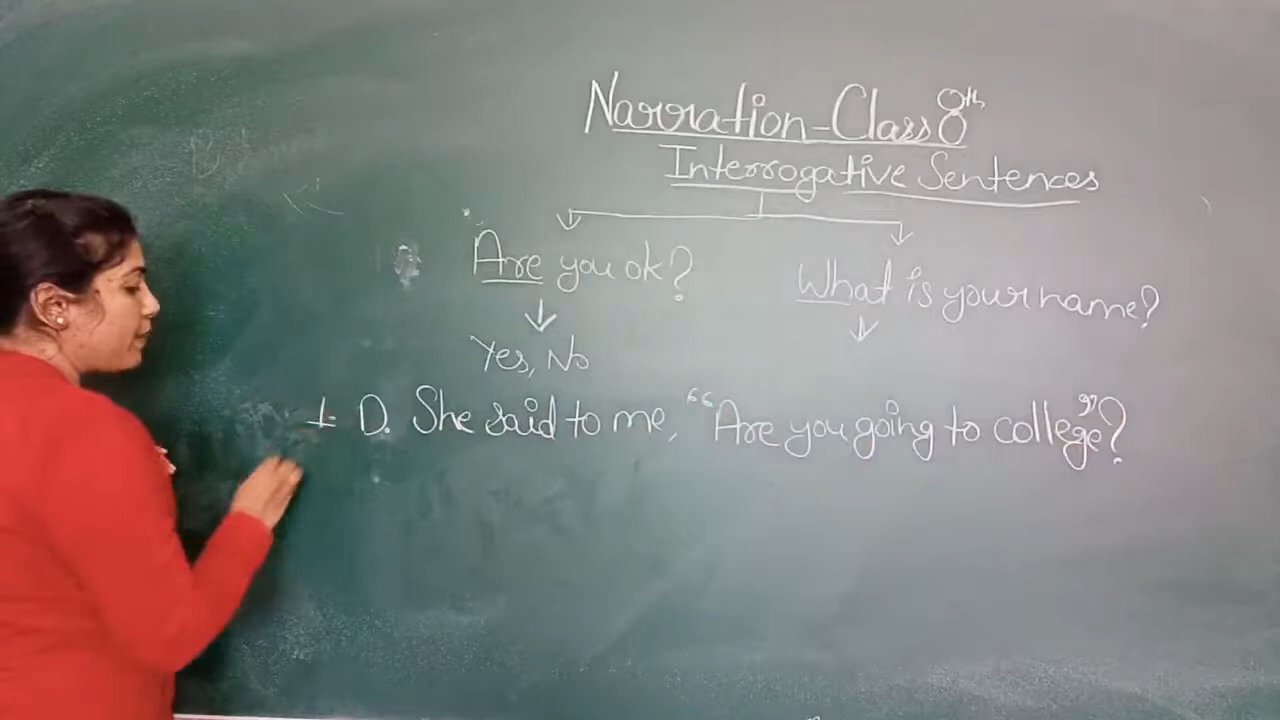 Narration - Class 8th
Interrogative Sentences
Are you ok?
What is your name?
Yes, No
1. D. She said to me, "Are you going to college"?